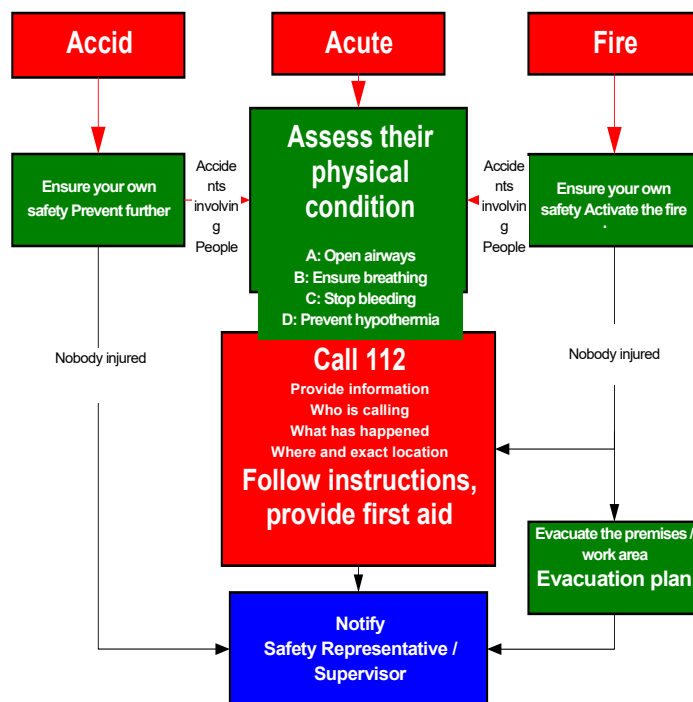 Accid
Acute
Fire
Ensure your own
safety Prevent further
Accide
nts
involvin
g
People
Assess their
physical
condition
A: Open airways
B: Ensure breathing
C: Stop bleeding
D: Prevent hypothermia
Accide
nts
involvin
g
People
Ensure your own
safety Activate the fire
Nobody injured
Call 112
Provide information
Who is calling
What has happened
Where and exact location
Follow instructions,
provide first aid
Nobody injured
Evacuate the premises /
work area
Evacuation plan
Notify
Safety Representative /
Supervisor